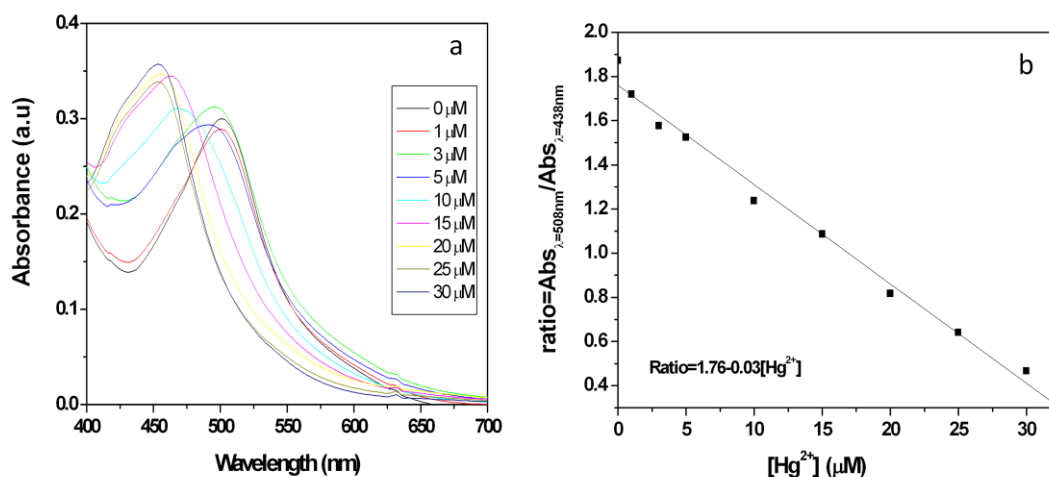 a
0.4
0.3
0.2
0.1
0.0
Absorbance (a.u)
400 450 500 550 600 650 700
Wavelength (nm)
0 μM
1 μM
3 μM
5 μM
10 μM
15 μM
20 μM
25 μM
30 μM
b
2.0
1.8
1.6
1.4
1.2
1.0
0.8
0.6
0.4
ratio=Abs_λ=508nm/Abs_λ=438nm
Ratio=1.76-0.03[Hg²⁺]
0 5 10 15 20 25 30
[Hg²⁺] (μM)